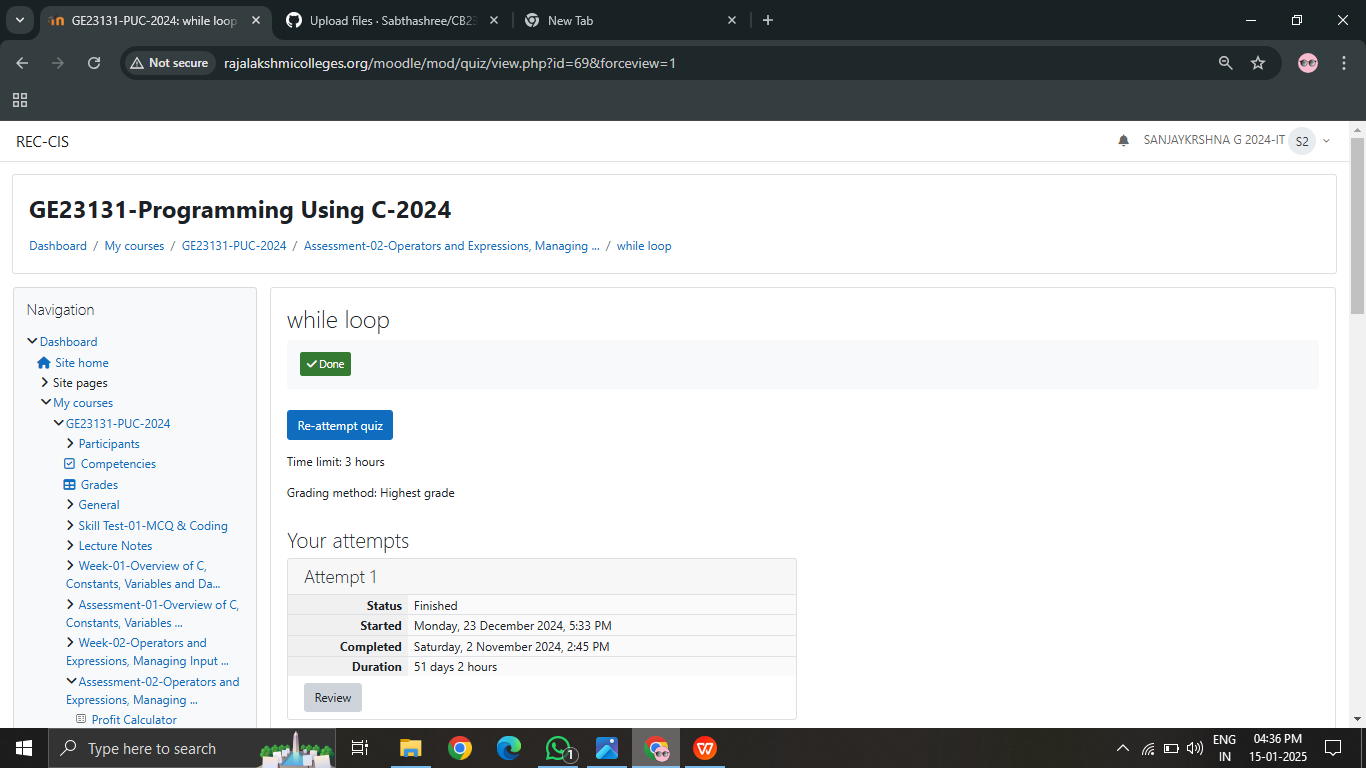 GE23131-PUC-2024: while loop
Upload files · Sabthashree/CB23
New Tab
Not secure
rajalakshmicolleges.org/moodle/mod/quiz/view.php?id=69&forceview=1
REC-CIS
SANJAYKRSHNA G 2024-IT S2
GE23131-Programming Using C-2024
Dashboard / My courses / GE23131-PUC-2024 / Assessment-02-Operators and Expressions, Managing ... / while loop
Navigation
Dashboard
Site home
Site pages
My courses
GE23131-PUC-2024
Participants
Competencies
Grades
General
Skill Test-01-MCQ & Coding
Lecture Notes
Week-01-Overview of C,
Constants, Variables and Da...
Assessment-01-Overview of C,
Constants, Variables ...
Week-02-Operators and
Expressions, Managing Input ...
Assessment-02-Operators and
Expressions, Managing ...
Profit Calculator
while loop
Done
Re-attempt quiz
Time limit: 3 hours
Grading method: Highest grade
Your attempts
Attempt 1
Status Finished
Started Monday, 23 December 2024, 5:33 PM
Completed Saturday, 2 November 2024, 2:45 PM
Duration 51 days 2 hours
Review
Type here to search
1
ENG
IN
04:36 PM
15-01-2025